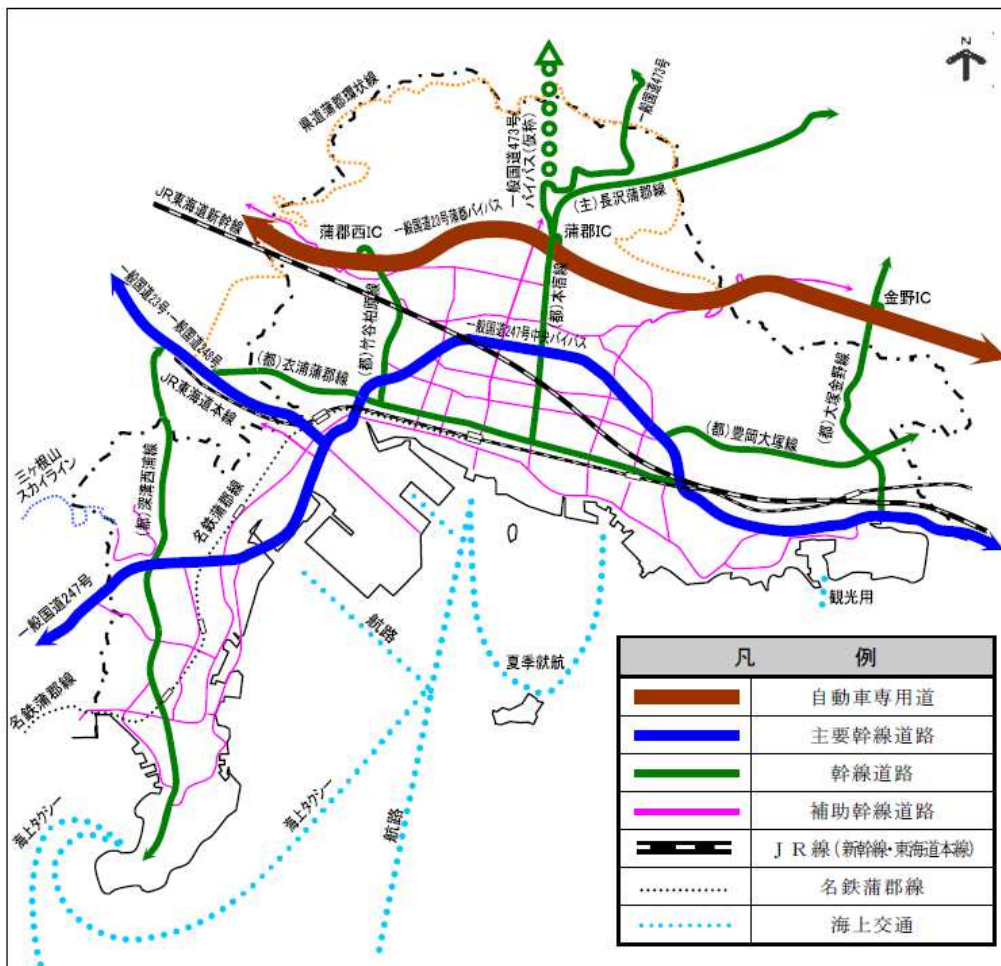 N
県道蒲郡環状線
一般国道473号
バイパス(仮称)
一般国道473号
(主)長沢蒲郡線
JR東海道新幹線
蒲郡西IC
一般国道23号蒲郡バイパス
蒲郡IC
金野IC
一般国道23号・一般国道248号
(都)竹谷柏原線
(都)本宿線
一般国道247号中央バイパス
(都)衣浦蒲郡線
JR東海道本線
(都)大塚金野線
(都)豊岡大塚線
三ヶ根山
スカイライン
(都)深溝西浦線
名鉄蒲郡線
一般国道247号
観光用
航路
夏季就航
名鉄蒲郡線
海上タクシー
海上タクシー
航路
凡 例
自動車専用道
主要幹線道路
幹線道路
補助幹線道路
JR線(新幹線・東海道本線)
名鉄蒲郡線
海上交通